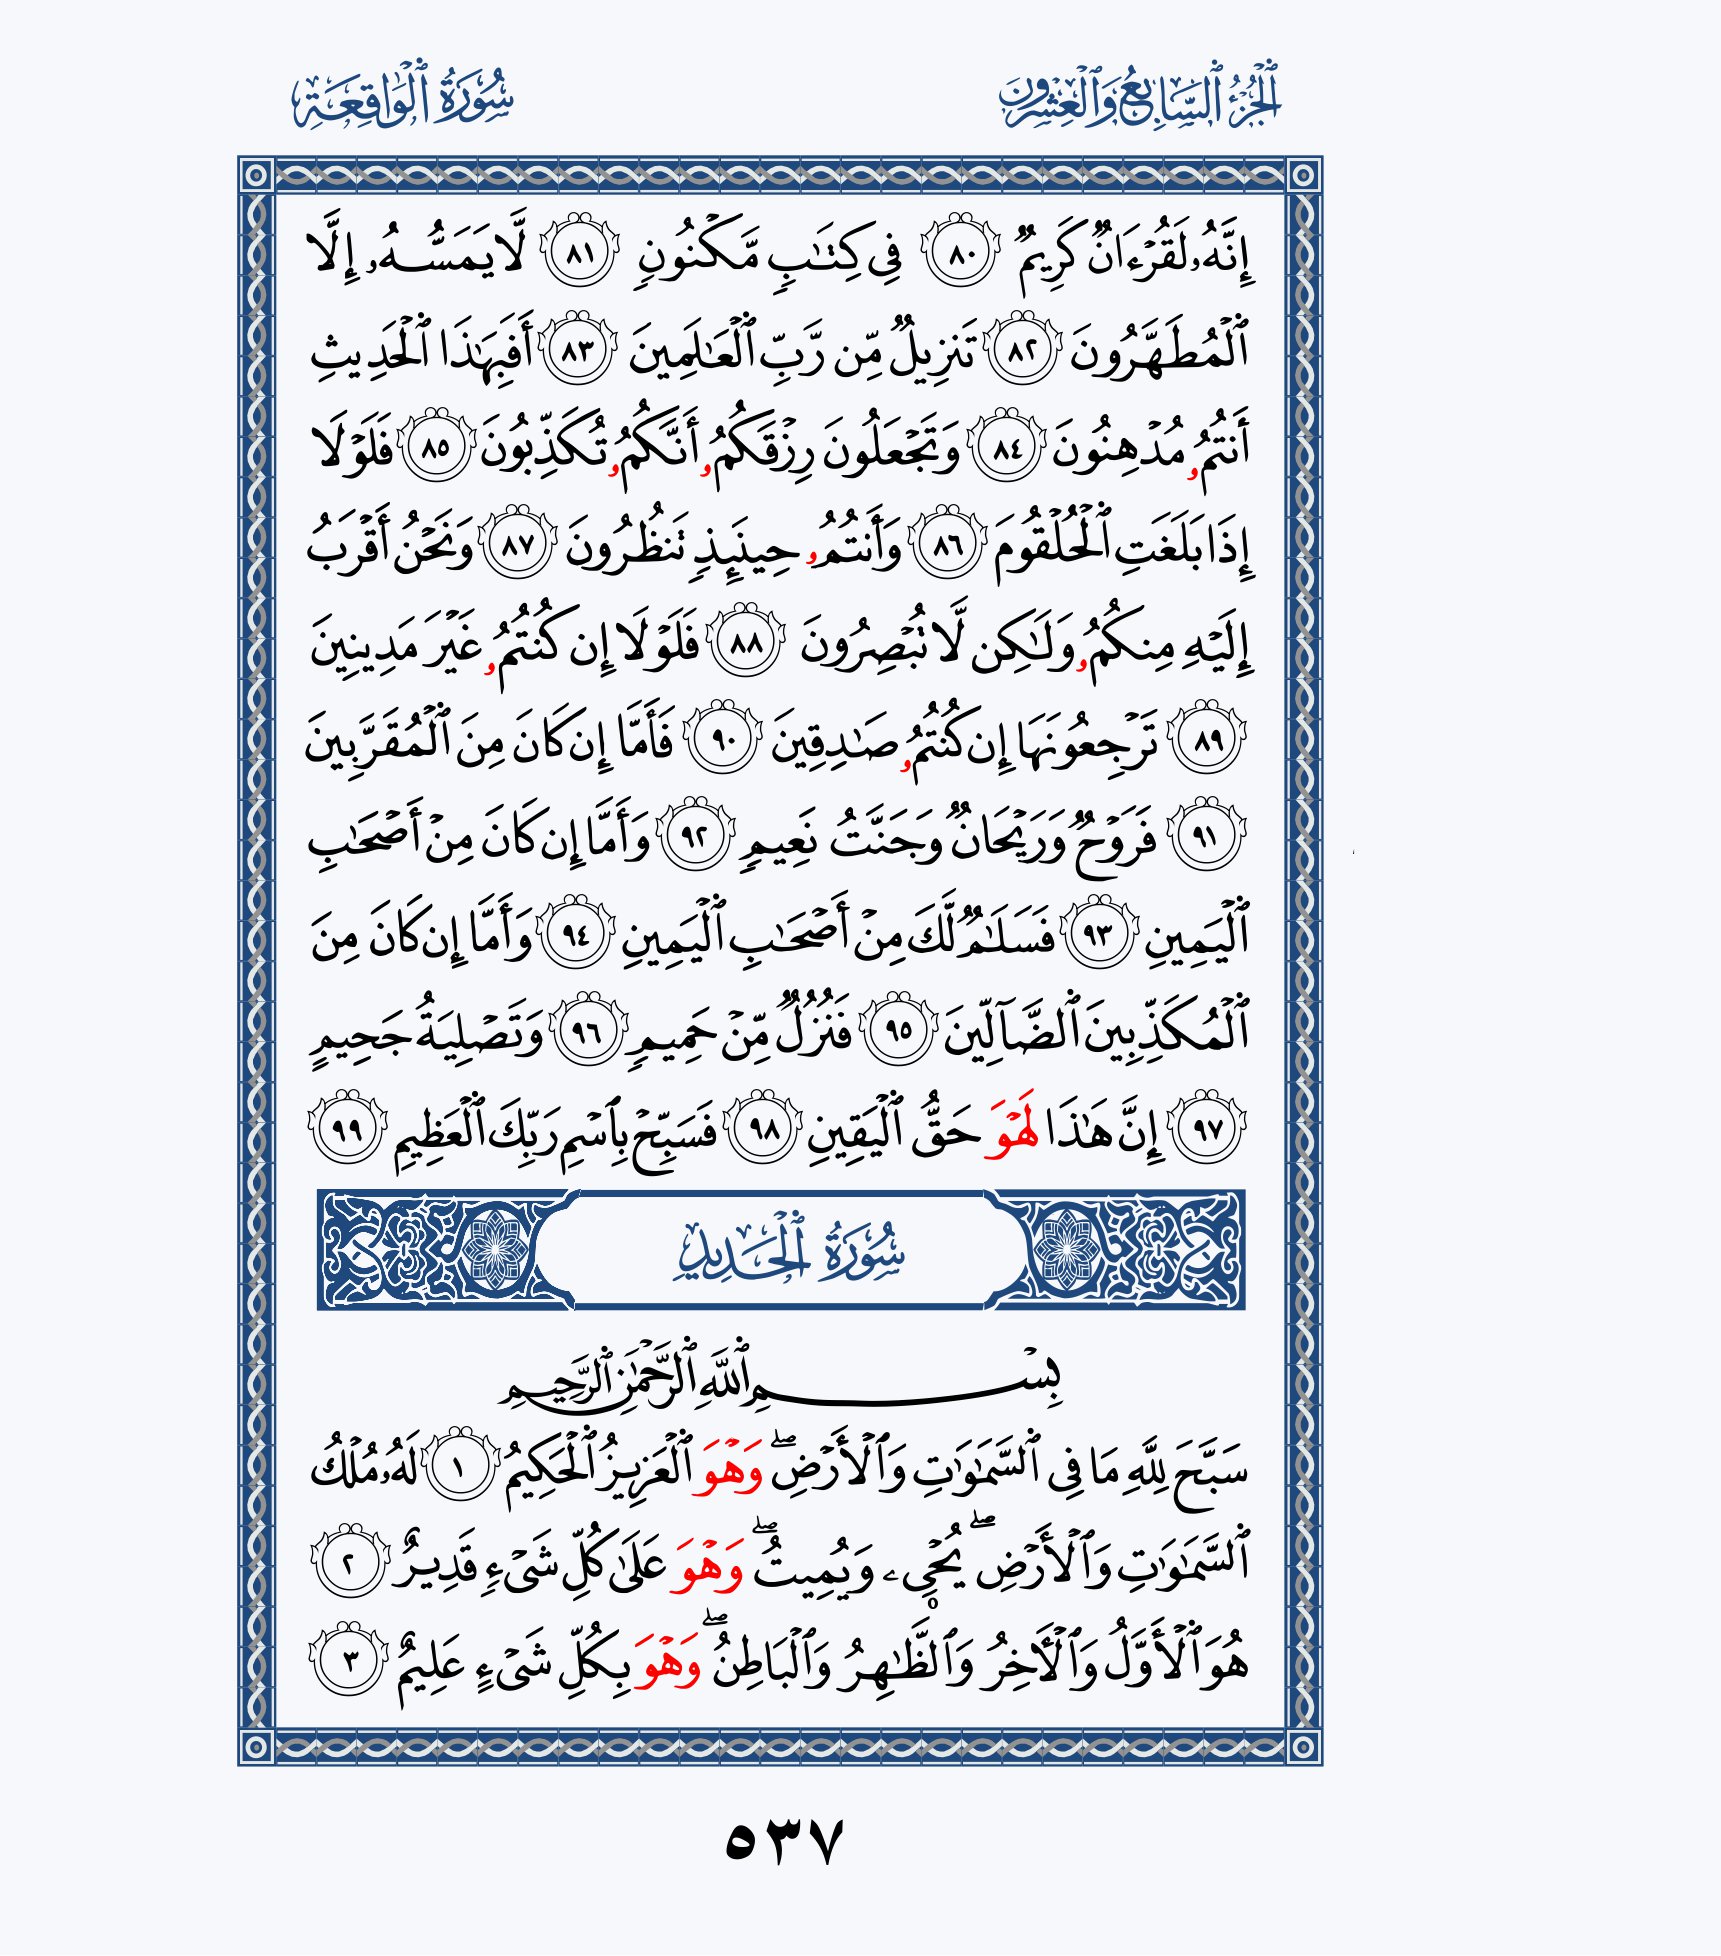 ٱلْجُزْءُ ٱلسَّابِعُ وَٱلْعِشْرُونَ
سُورَةُ ٱلْوَاقِعَةِ
إِنَّهُۥ لَقُرْءَانٌ كَرِيمٌ ٨٠ فِى كِتَٰبٍ مَّكْنُونٍ ٨١ لَّا يَمَسُّهُۥ إِلَّا
ٱلْمُطَهَّرُونَ ٨٢ تَنزِيلٌ مِّن رَّبِّ ٱلْعَٰلَمِينَ ٨٣ أَفَبِهَٰذَا ٱلْحَدِيثِ
أَنتُمُۥ مُدْهِنُونَ ٨٤ وَتَجْعَلُونَ رِزْقَكُمُۥ أَنَّكُمُۥ تُكَذِّبُونَ ٨٥ فَلَوْلَا
إِذَا بَلَغَتِ ٱلْحُلْقُومَ ٨٦ وَأَنتُمُۥ حِينَئِذٍ تَنظُرُونَ ٨٧ وَنَحْنُ أَقْرَبُ
إِلَيْهِ مِنكُمُۥ وَلَٰكِن لَّا تُبْصِرُونَ ٨٨ فَلَوْلَا إِن كُنتُمُۥ غَيْرَ مَدِينِينَ
٨٩ تَرْجِعُونَهَا إِن كُنتُمُۥ صَٰدِقِينَ ٩٠ فَأَمَّا إِن كَانَ مِنَ ٱلْمُقَرَّبِينَ
٩١ فَرَوْحٌ وَرَيْحَانٌ وَجَنَّتُ نَعِيمٍ ٩٢ وَأَمَّا إِن كَانَ مِنْ أَصْحَٰبِ
ٱلْيَمِينِ ٩٣ فَسَلَٰمٌ لَّكَ مِنْ أَصْحَٰبِ ٱلْيَمِينِ ٩٤ وَأَمَّا إِن كَانَ مِنَ
ٱلْمُكَذِّبِينَ ٱلضَّآلِّينَ ٩٥ فَنُزُلٌ مِّنْ حَمِيمٍ ٩٦ وَتَصْلِيَةُ جَحِيمٍ
٩٧ إِنَّ هَٰذَا لَهْوَ حَقُّ ٱلْيَقِينِ ٩٨ فَسَبِّحْ بِٱسْمِ رَبِّكَ ٱلْعَظِيمِ ٩٩
سُورَةُ ٱلْحَدِيدِ
بِسْمِ ٱللَّهِ ٱلرَّحْمَٰنِ ٱلرَّحِيمِ
سَبَّحَ لِلَّهِ مَا فِى ٱلسَّمَٰوَٰتِ وَٱلْأَرْضِۖ وَهْوَ ٱلْعَزِيزُ ٱلْحَكِيمُ ١ لَهُۥ مُلْكُ
ٱلسَّمَٰوَٰتِ وَٱلْأَرْضِۖ يُحْىِۦ وَيُمِيتُۖ وَهْوَ عَلَىٰ كُلِّ شَىْءٍ قَدِيرٌ ٢
هُوَ ٱلْأَوَّلُ وَٱلْأَخِرُ وَٱلظَّٰهِرُ وَٱلْبَاطِنُۖ وَهْوَ بِكُلِّ شَىْءٍ عَلِيمٌ ٣
٥٣٧